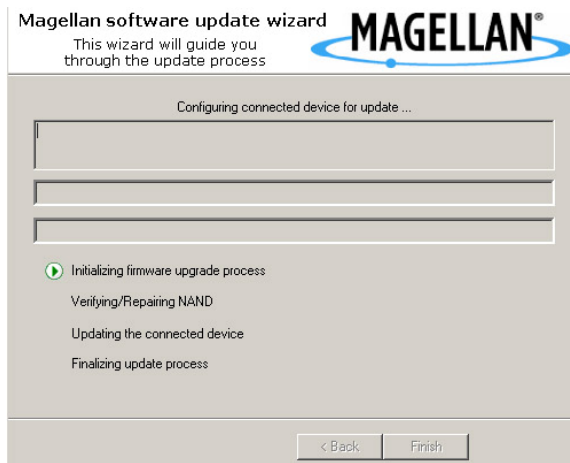 Magellan software update wizard
This wizard will guide you
through the update process
MAGELLAN®
Configuring connected device for update ...
Initializing firmware upgrade process
Verifying/Repairing NAND
Updating the connected device
Finalizing update process
< Back
Finish